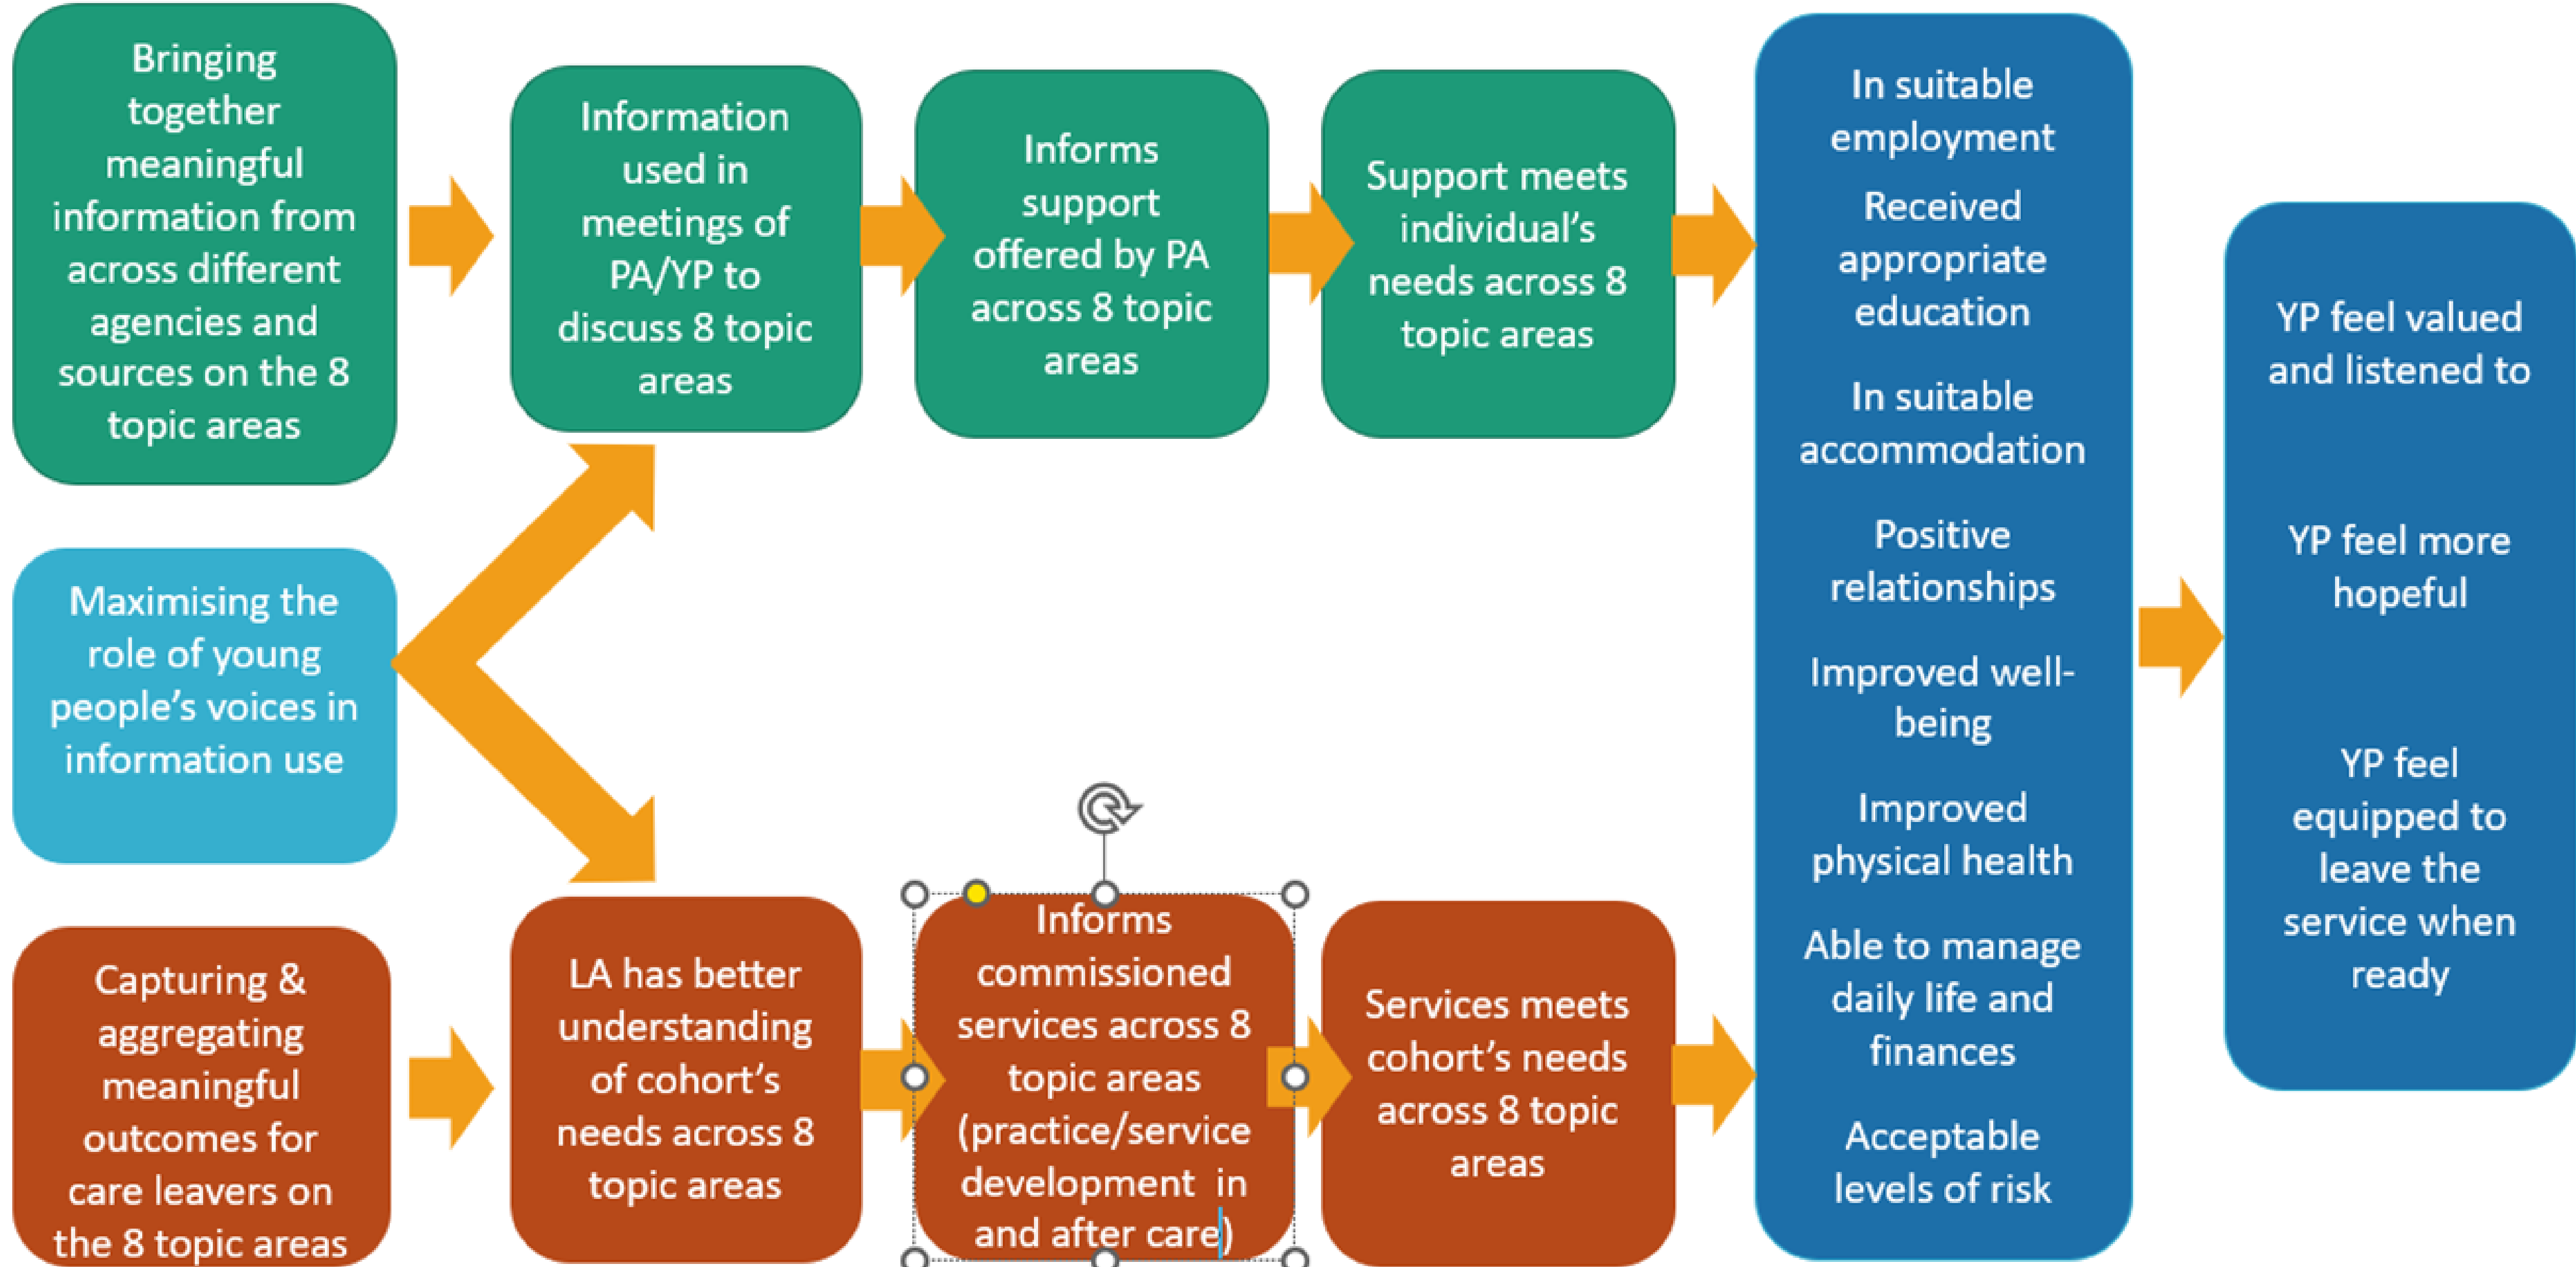 Bringing
together
meaningful
information from
across different
agencies and
sources on the 8
topic areas
Information
used in
meetings of
PA/YP to
discuss 8 topic
areas
Informs
support
offered by PA
across 8 topic
areas
Support meets
individual's
needs across 8
topic areas
Maximising the
role of young
people's voices in
information use
Capturing &
aggregating
meaningful
outcomes for
care leavers on
the 8 topic areas
LA has better
understanding
of cohort's
needs across 8
topic areas
Informs
commissioned
services across 8
topic areas
(practice/service
development in
and after care)
Services meets
cohort's needs
across 8 topic
areas
In suitable
employment
Received
appropriate
education
In suitable
accommodation
Positive
relationships
Improved well-
being
Improved
physical health
Able to manage
daily life and
finances
Acceptable
levels of risk
YP feel valued
and listened to
YP feel more
hopeful
YP feel
equipped to
leave the
service when
ready